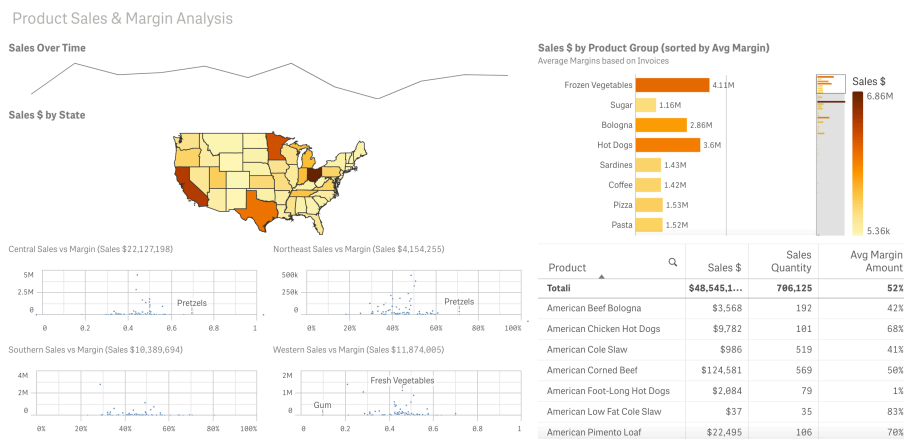 Product Sales & Margin Analysis
Sales Over Time
Sales $ by State
Central Sales vs Margin (Sales $22,127,198)
5M
2.5M
0
Pretzels
0 0.2 0.4 0.6 0.8 1
Northeast Sales vs Margin (Sales $4,154,255)
500k
250k
0
Pretzels
0% 20% 40% 60% 80% 100%
Southern Sales vs Margin (Sales $10,389,694)
4M
2M
0
0% 20% 40% 60% 80% 100%
Western Sales vs Margin (Sales $11,874,005)
2M
1M
0
Fresh Vegetables
Gum
0 0.2 0.4 0.6 0.8 1
Sales $ by Product Group (sorted by Avg Margin)
Average Margins based on Invoices
Frozen Vegetables 4.11M
Sugar 1.16M
Bologna 2.86M
Hot Dogs 3.6M
Sardines 1.43M
Coffee 1.42M
Pizza 1.53M
Pasta 1.52M
Sales $
6.86M
5.36k
Product Sales $ Sales Quantity Avg Margin Amount
Totali $48,545,1... 706,125 52%
American Beef Bologna $3,568 192 42%
American Chicken Hot Dogs $9,782 101 68%
American Cole Slaw $986 519 41%
American Corned Beef $124,581 569 50%
American Foot-Long Hot Dogs $2,084 79 1%
American Low Fat Cole Slaw $37 35 83%
American Pimento Loaf $22,495 106 70%